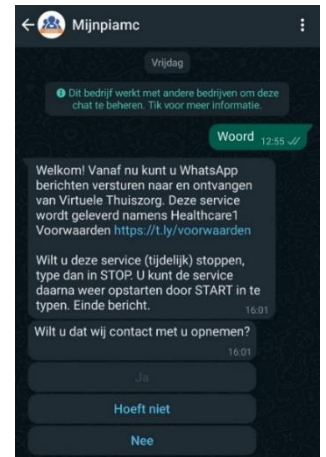 Mijnpiamc
Vrijdag
Dit bedrijf werkt met andere bedrijven om deze
chat te beheren. Tik voor meer informatie.
Woord 12:55
Welkom! Vanaf nu kunt u WhatsApp
berichten versturen naar en ontvangen
van Virtuele Thuiszorg. Deze service
wordt geleverd namens Healthcare1
Voorwaarden https://t.ly/voorwaarden
Wilt u deze service (tijdelijk) stoppen,
type dan in STOP. U kunt de service
daarna weer opstarten door START in te
typen. Einde bericht.
16:01
Wilt u dat wij contact met u opnemen?
16:01
Ja
Hoeft niet
Nee